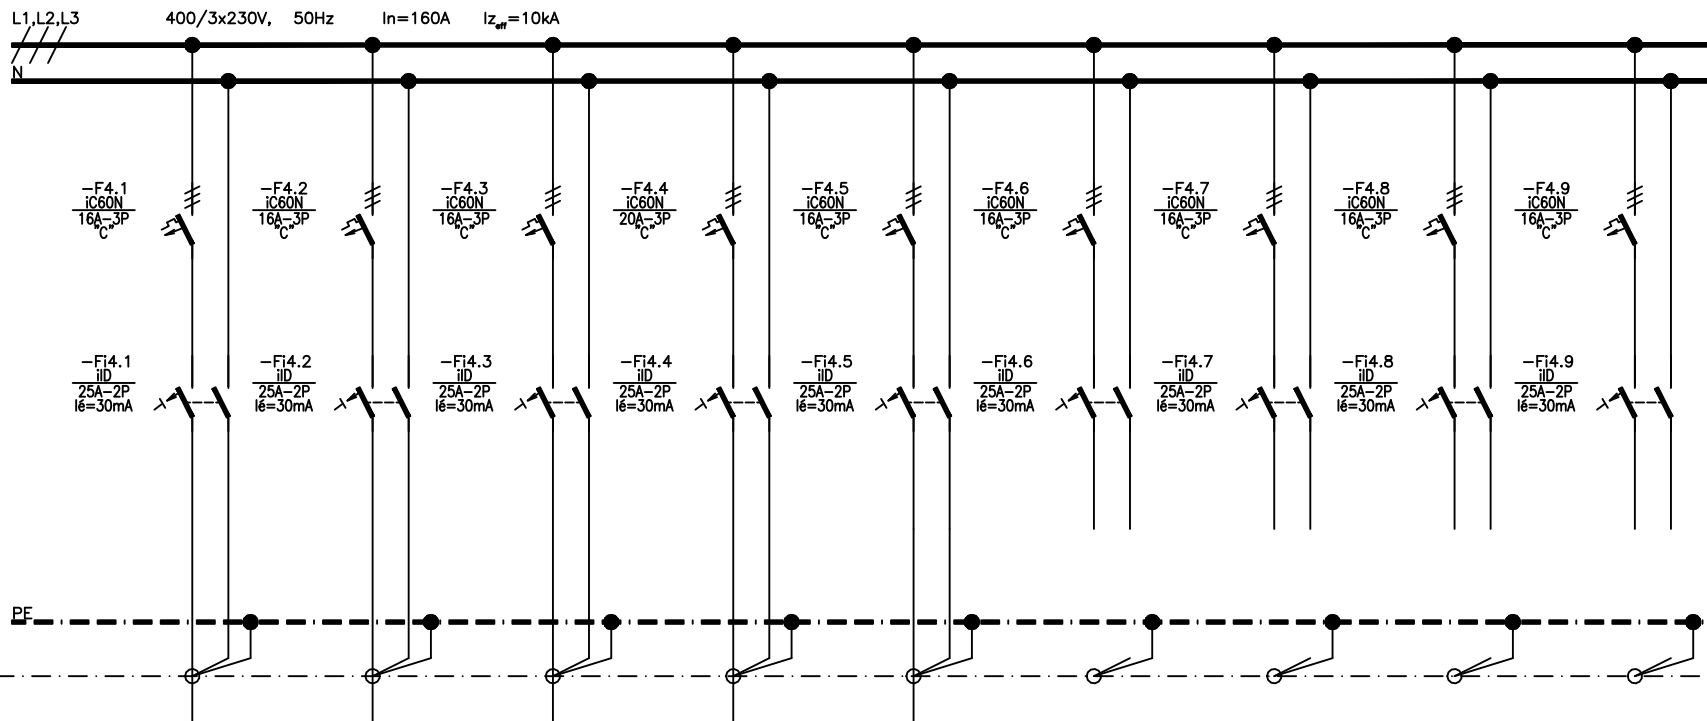 L1,L2,L3 400/3x230V, 50Hz In=160A Iz_eff=10kA
N
-F4.1 -F4.2 -F4.3 -F4.4 -F4.5 -F4.6 -F4.7 -F4.8 -F4.9
iC60N iC60N iC60N iC60N iC60N iC60N iC60N iC60N iC60N
16A-3P 16A-3P 16A-3P 20A-3P 16A-3P 16A-3P 16A-3P 16A-3P 16A-3P
"C" "C" "C" "C" "C" "C" "C" "C" "C"
-Fi4.1 -Fi4.2 -Fi4.3 -Fi4.4 -Fi4.5 -Fi4.6 -Fi4.7 -Fi4.8 -Fi4.9
iID iID iID iID iID iID iID iID iID
25A-2P 25A-2P 25A-2P 25A-2P 25A-2P 25A-2P 25A-2P 25A-2P 25A-2P
Ié=30mA Ié=30mA Ié=30mA Ié=30mA Ié=30mA Ié=30mA Ié=30mA Ié=30mA Ié=30mA
PE